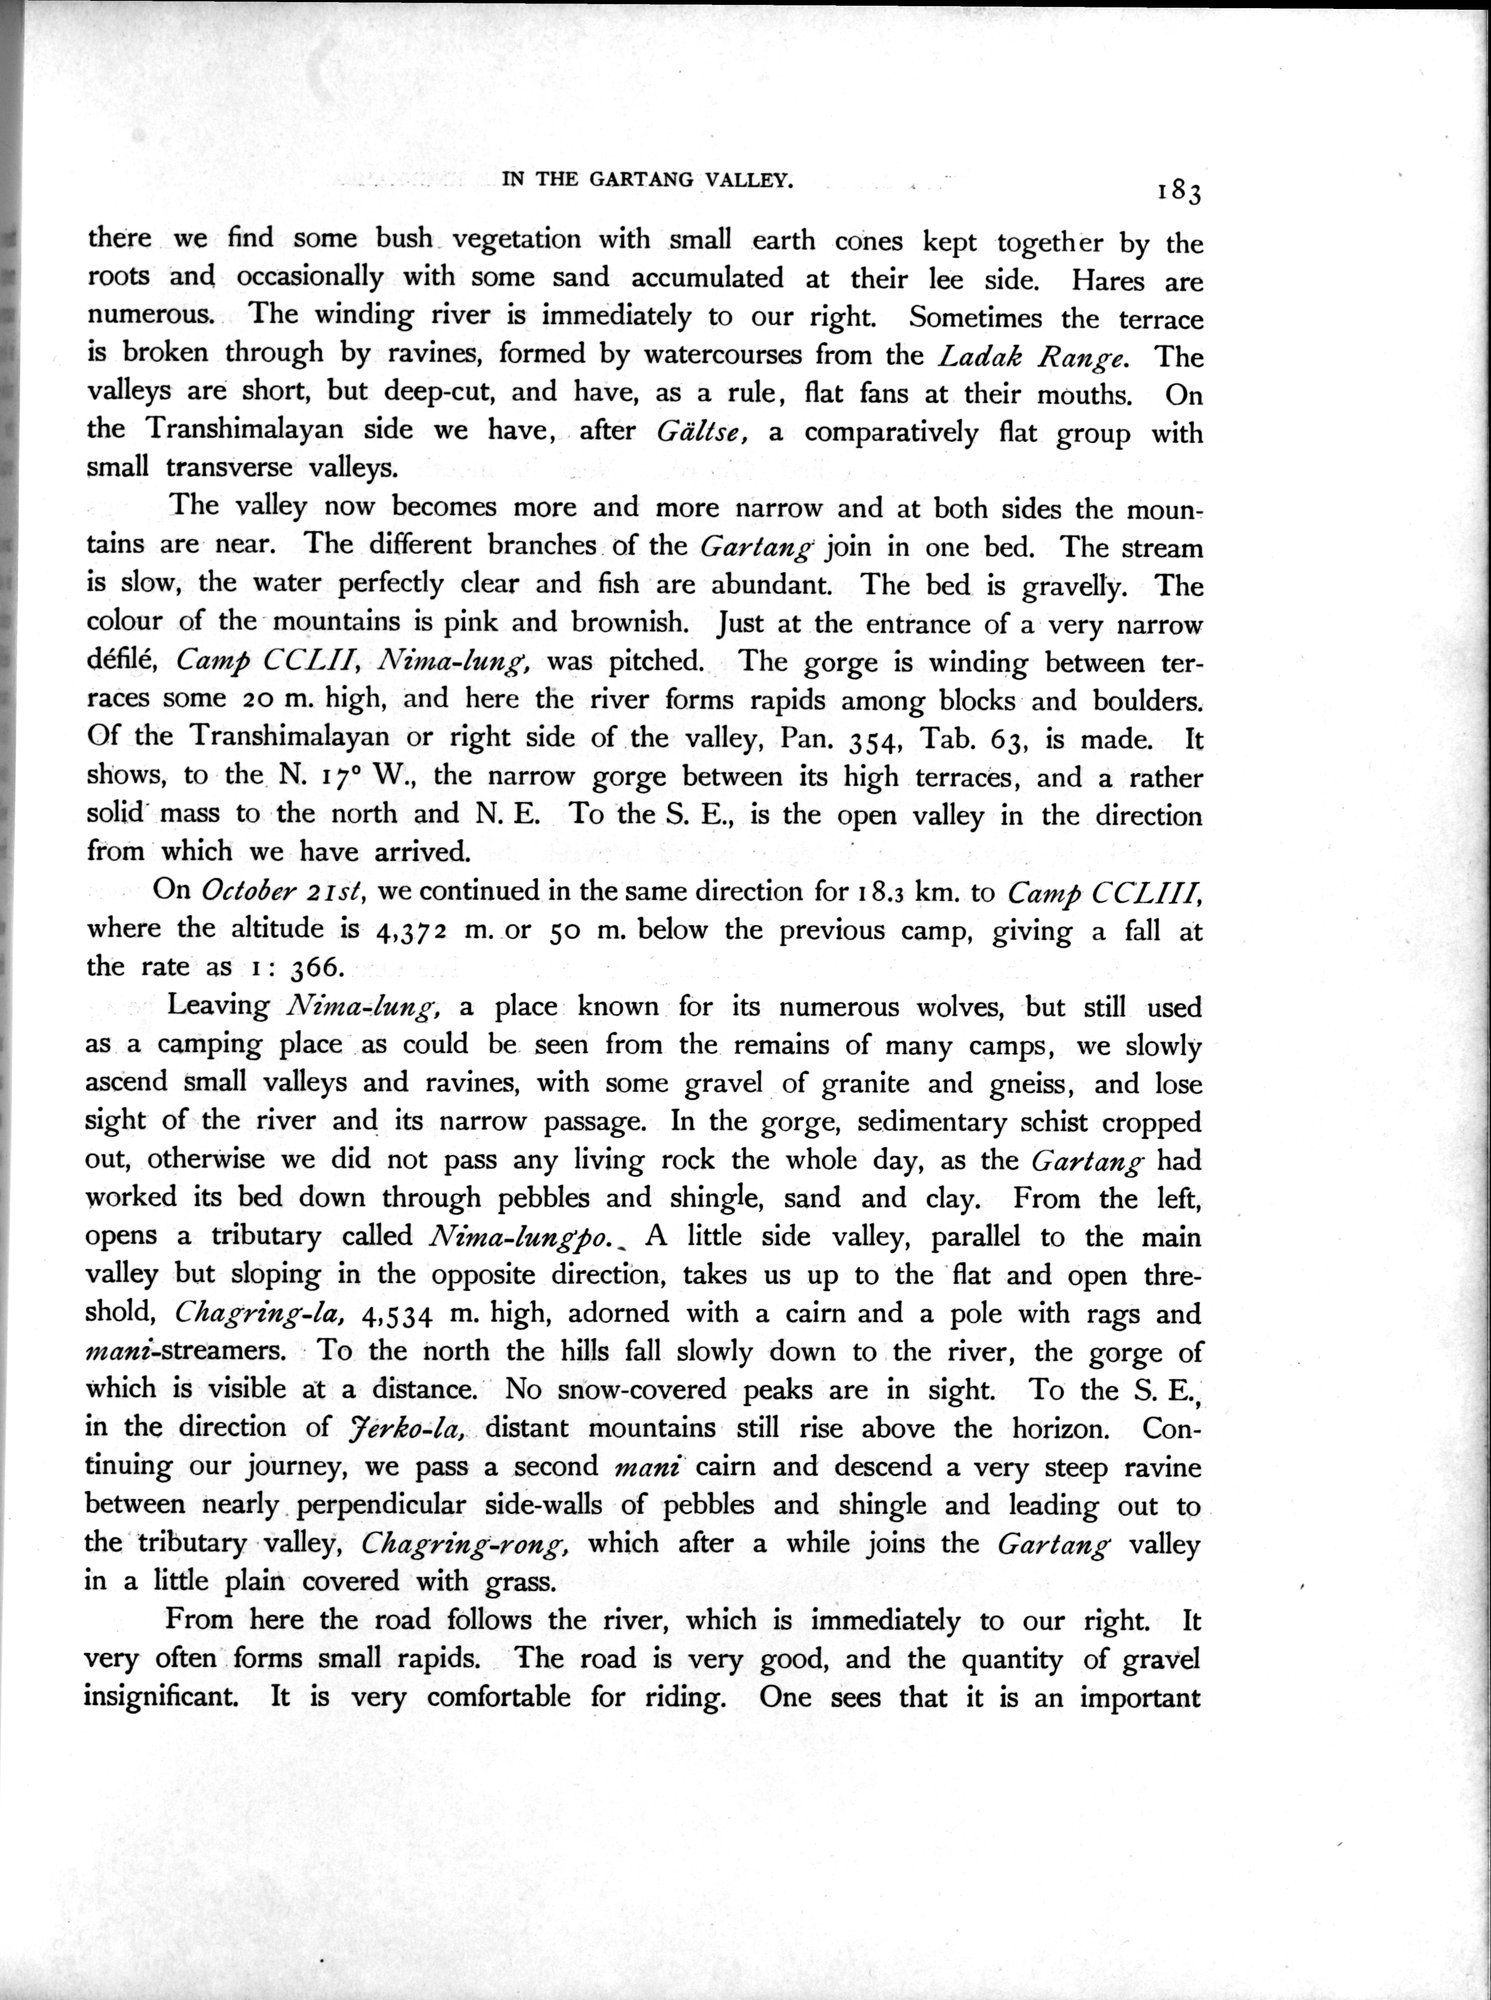 IN THE GARTANG VALLEY.
183
there we find some bush vegetation with small earth cones kept together by the
roots and occasionally with some sand accumulated at their lee side. Hares are
numerous. The winding river is immediately to our right. Sometimes the terrace
is broken through by ravines, formed by watercourses from the Ladak Range. The
valleys are short, but deep-cut, and have, as a rule, flat fans at their mouths. On
the Transhimalayan side we have, after Gältse, a comparatively flat group with
small transverse valleys.
The valley now becomes more and more narrow and at both sides the moun-
tains are near. The different branches of the Gartang join in one bed. The stream
is slow, the water perfectly clear and fish are abundant. The bed is gravelly. The
colour of the mountains is pink and brownish. Just at the entrance of a very narrow
défilé, Camp CCLII, Nima-lung, was pitched. The gorge is winding between ter-
races some 20 m. high, and here the river forms rapids among blocks and boulders.
Of the Transhimalayan or right side of the valley, Pan. 354, Tab. 63, is made. It
shows, to the N. 17° W., the narrow gorge between its high terraces, and a rather
solid mass to the north and N. E. To the S. E., is the open valley in the direction
from which we have arrived.
On October 21st, we continued in the same direction for 18.3 km. to Camp CCLIII,
where the altitude is 4,372 m. or 50 m. below the previous camp, giving a fall at
the rate as 1: 366.
Leaving Nima-lung, a place known for its numerous wolves, but still used
as a camping place as could be seen from the remains of many camps, we slowly
ascend small valleys and ravines, with some gravel of granite and gneiss, and lose
sight of the river and its narrow passage. In the gorge, sedimentary schist cropped
out, otherwise we did not pass any living rock the whole day, as the Gartang had
worked its bed down through pebbles and shingle, sand and clay. From the left,
opens a tributary called Nima-lungpo. A little side valley, parallel to the main
valley but sloping in the opposite direction, takes us up to the flat and open thre-
shold, Chagring-la, 4,534 m. high, adorned with a cairn and a pole with rags and
mani-streamers. To the north the hills fall slowly down to the river, the gorge of
which is visible at a distance. No snow-covered peaks are in sight. To the S. E.,
in the direction of Jerko-la, distant mountains still rise above the horizon. Con-
tinuing our journey, we pass a second mani cairn and descend a very steep ravine
between nearly perpendicular side-walls of pebbles and shingle and leading out to
the tributary valley, Chagring-rong, which after a while joins the Gartang valley
in a little plain covered with grass.
From here the road follows the river, which is immediately to our right. It
very often forms small rapids. The road is very good, and the quantity of gravel
insignificant. It is very comfortable for riding. One sees that it is an important